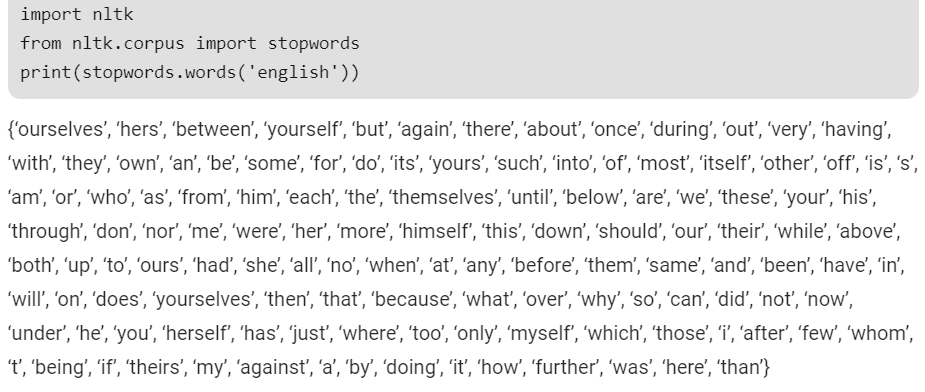 import nltk
from nltk.corpus import stopwords
print(stopwords.words('english'))
{‘ourselves’, ‘hers’, ‘between’, ‘yourself’, ‘but’, ‘again’, ‘there’, ‘about’, ‘once’, ‘during’, ‘out’, ‘very’, ‘having’,
‘with’, ‘they’, ‘own’, ‘an’, ‘be’, ‘some’, ‘for’, ‘do’, ‘its’, ‘yours’, ‘such’, ‘into’, ‘of’, ‘most’, ‘itself’, ‘other’, ‘off’, ‘is’, ‘s’,
‘am’, ‘or’, ‘who’, ‘as’, ‘from’, ‘him’, ‘each’, ‘the’, ‘themselves’, ‘until’, ‘below’, ‘are’, ‘we’, ‘these’, ‘your’, ‘his’,
‘through’, ‘don’, ‘nor’, ‘me’, ‘were’, ‘her’, ‘more’, ‘himself’, ‘this’, ‘down’, ‘should’, ‘our’, ‘their’, ‘while’, ‘above’,
‘both’, ‘up’, ‘to’, ‘ours’, ‘had’, ‘she’, ‘all’, ‘no’, ‘when’, ‘at’, ‘any’, ‘before’, ‘them’, ‘same’, ‘and’, ‘been’, ‘have’, ‘in’,
‘will’, ‘on’, ‘does’, ‘yourselves’, ‘then’, ‘that’, ‘because’, ‘what’, ‘over’, ‘why’, ‘so’, ‘can’, ‘did’, ‘not’, ‘now’,
‘under’, ‘he’, ‘you’, ‘herself’, ‘has’, ‘just’, ‘where’, ‘too’, ‘only’, ‘myself’, ‘which’, ‘those’, ‘i’, ‘after’, ‘few’, ‘whom’,
‘t’, ‘being’, ‘if’, ‘theirs’, ‘my’, ‘against’, ‘a’, ‘by’, ‘doing’, ‘it’, ‘how’, ‘further’, ‘was’, ‘here’, ‘than’}